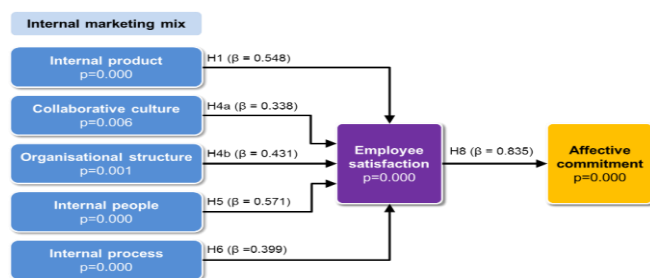 Internal marketing mix
Internal product
p=0.000
H1 (β = 0.548)
Collaborative culture
p=0.006
H4a (β = 0.338)
Organisational structure
p=0.001
H4b (β = 0.431)
Internal people
p=0.000
H5 (β = 0.571)
Internal process
p=0.000
H6 (β =0.399)
Employee
satisfaction
p=0.000
H8 (β = 0.835)
Affective
commitment
p=0.000